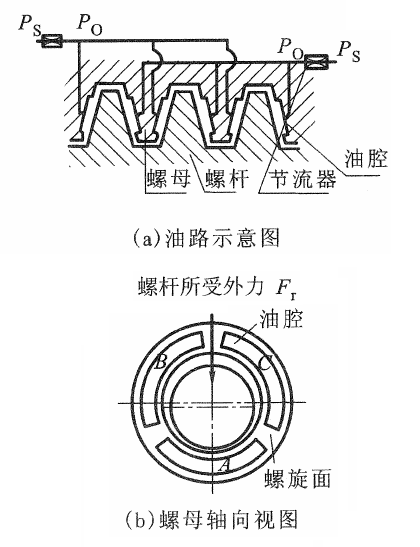 P_S P_O P_O P_S
螺母 螺杆 节流器 油腔
(a)油路示意图
螺杆所受外力 F_r
油腔
B C
A 螺旋面
(b)螺母轴向视图